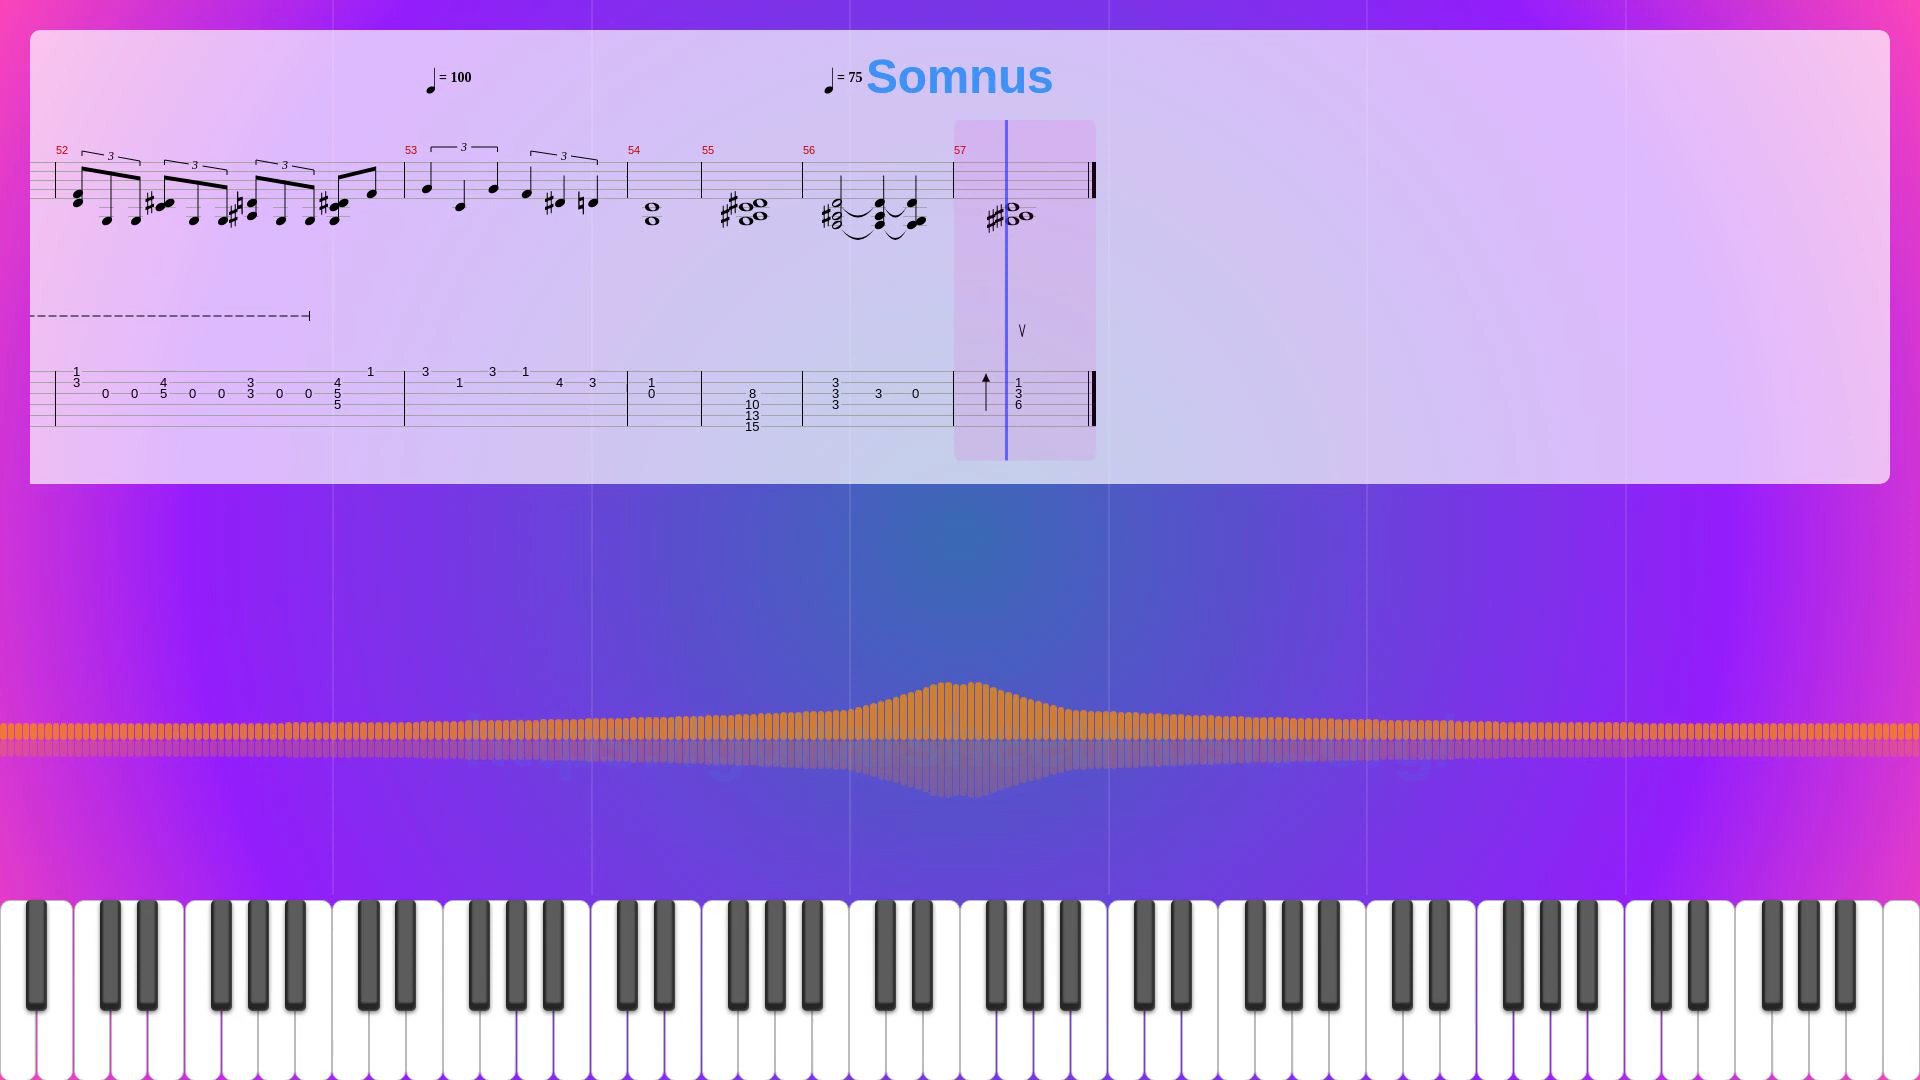 = 100
= 75 Somnus
52 3 3 3 53 3 3 54 55 56 57
1 1 3 3 1
3 4 3 4 1 4 3 1 3 1
0 0 5 0 0 3 0 0 5 0 8 3 3 0 3
5 10 3 6
13
15